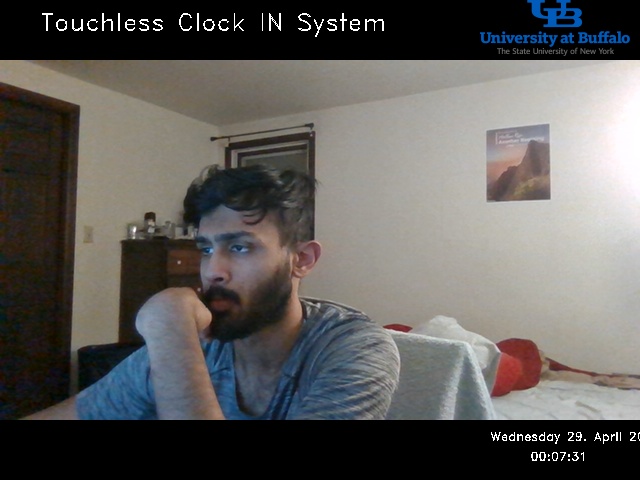 Touchless Clock IN System
UB
University at Buffalo
The State University of New York
Wednesday 29. April 20
00:07:31